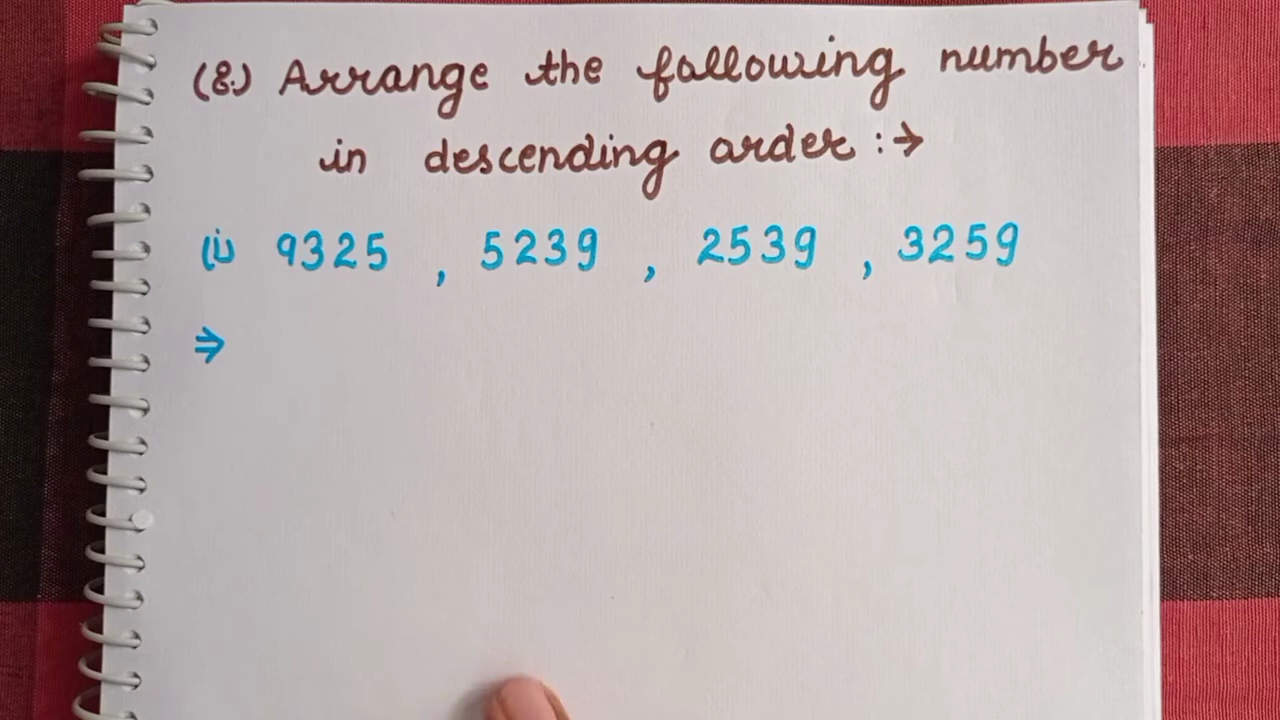 (8.) Arrange the following number
in descending order :→
(i) 9325 , 5239 , 2539 , 3259
⇒